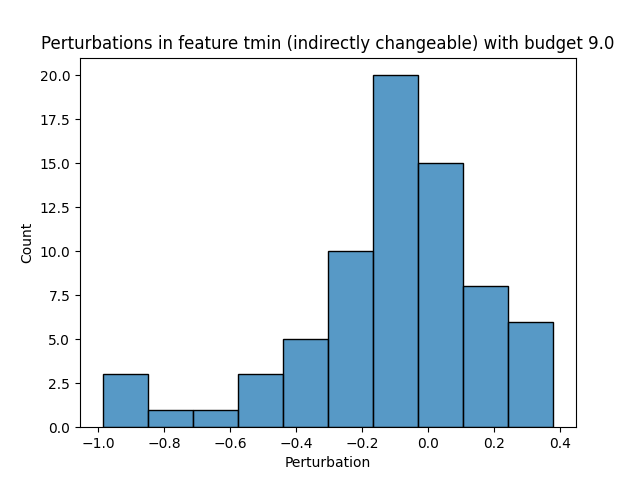 Perturbations in feature tmin (indirectly changeable) with budget 9.0
20.0
17.5
15.0
12.5
10.0
7.5
5.0
2.5
0.0
Count
−1.0 −0.8 −0.6 −0.4 −0.2 0.0 0.2 0.4
Perturbation